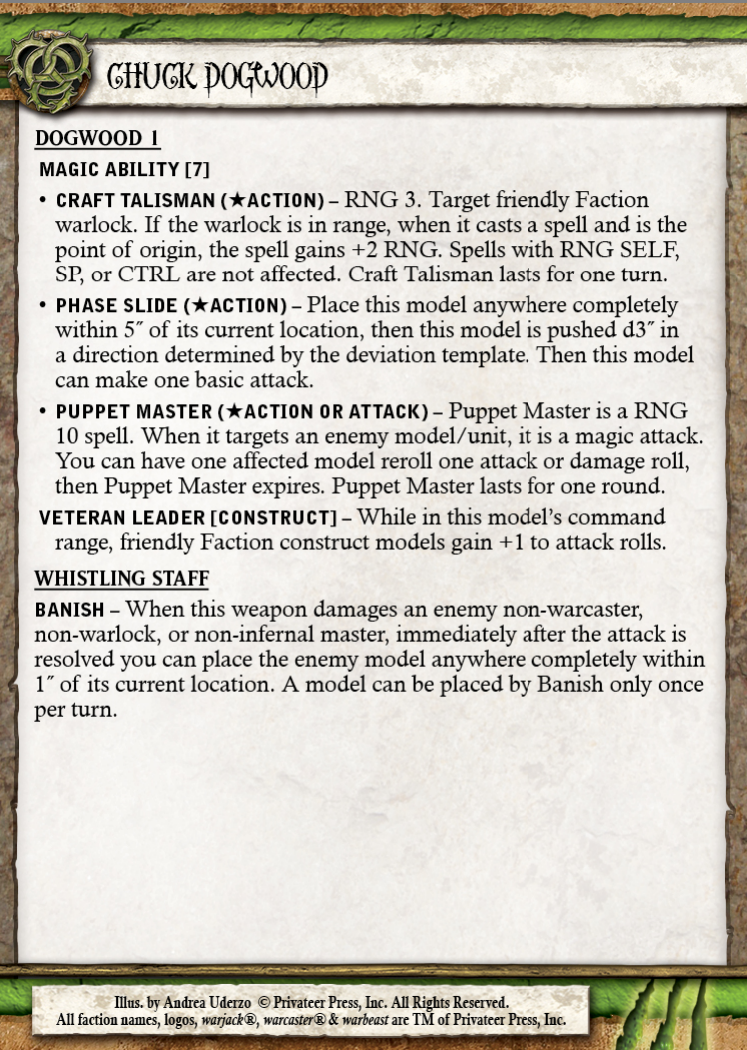 CHUCK DOGWOOD
DOGWOOD 1
MAGIC ABILITY [7]
• CRAFT TALISMAN (★ACTION) – RNG 3. Target friendly Faction
warlock. If the warlock is in range, when it casts a spell and is the
point of origin, the spell gains +2 RNG. Spells with RNG SELF,
SP, or CTRL are not affected. Craft Talisman lasts for one turn.
• PHASE SLIDE (★ACTION) – Place this model anywhere completely
within 5˝ of its current location, then this model is pushed d3˝ in
a direction determined by the deviation template. Then this model
can make one basic attack.
• PUPPET MASTER (★ACTION OR ATTACK) – Puppet Master is a RNG
10 spell. When it targets an enemy model/unit, it is a magic attack.
You can have one affected model reroll one attack or damage roll,
then Puppet Master expires. Puppet Master lasts for one round.
VETERAN LEADER [CONSTRUCT] – While in this model’s command
range, friendly Faction construct models gain +1 to attack rolls.
WHISTLING STAFF
BANISH – When this weapon damages an enemy non-warcaster,
non-warlock, or non-infernal master, immediately after the attack is
resolved you can place the enemy model anywhere completely within
1˝ of its current location. A model can be placed by Banish only once
per turn.
Illus. by Andrea Uderzo © Privateer Press, Inc. All Rights Reserved.
All faction names, logos, warjack®, warcaster® & warbeast are TM of Privateer Press, Inc.